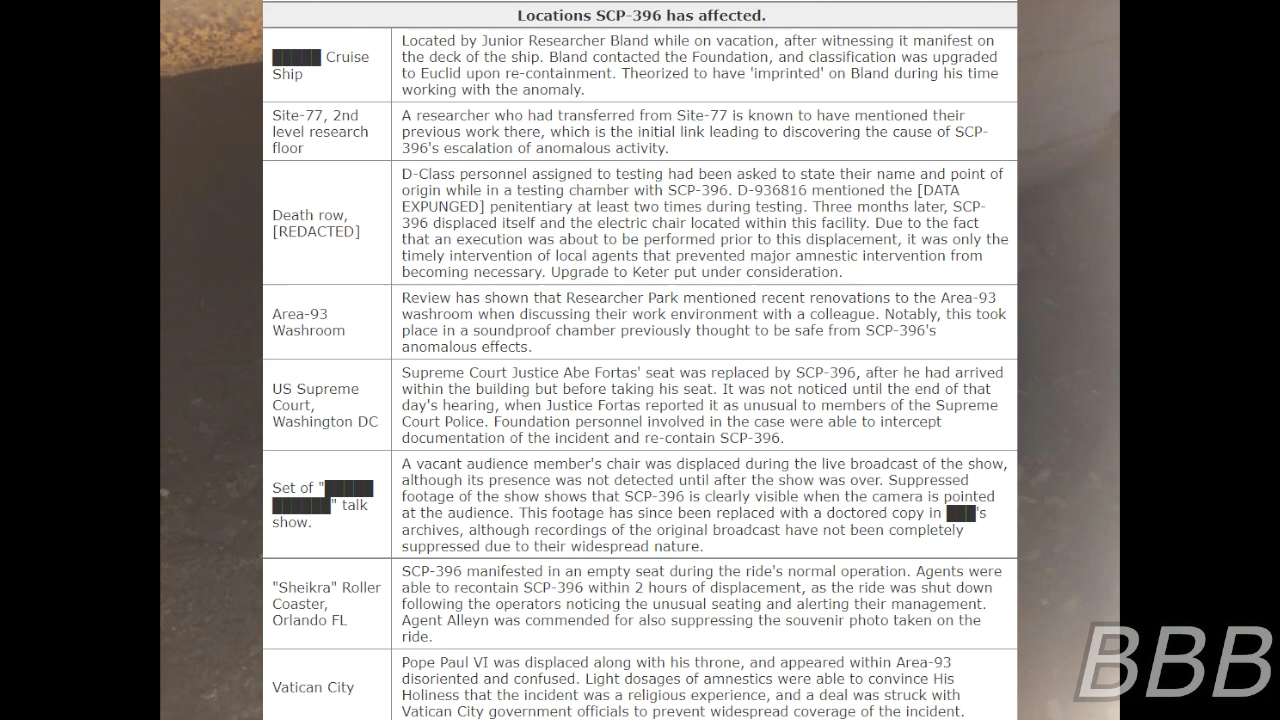 Locations SCP-396 has affected.
█████ Cruise
Ship
Located by Junior Researcher Bland while on vacation, after witnessing it manifest on
the deck of the ship. Bland contacted the Foundation, and classification was upgraded
to Euclid upon re-containment. Theorized to have 'imprinted' on Bland during his time
working with the anomaly.
Site-77, 2nd
level research
floor
A researcher who had transferred from Site-77 is known to have mentioned their
previous work there, which is the initial link leading to discovering the cause of SCP-
396's escalation of anomalous activity.
Death row,
[REDACTED]
D-Class personnel assigned to testing had been asked to state their name and point of
origin while in a testing chamber with SCP-396. D-936816 mentioned the [DATA
EXPUNGED] penitentiary at least two times during testing. Three months later, SCP-
396 displaced itself and the electric chair located within this facility. Due to the fact
that an execution was about to be performed prior to this displacement, it was only the
timely intervention of local agents that prevented major amnestic intervention from
becoming necessary. Upgrade to Keter put under consideration.
Area-93
Washroom
Review has shown that Researcher Park mentioned recent renovations to the Area-93
washroom when discussing their work environment with a colleague. Notably, this took
place in a soundproof chamber previously thought to be safe from SCP-396's
anomalous effects.
US Supreme
Court,
Washington DC
Supreme Court Justice Abe Fortas' seat was replaced by SCP-396, after he had arrived
within the building but before taking his seat. It was not noticed until the end of that
day's hearing, when Justice Fortas reported it as unusual to members of the Supreme
Court Police. Foundation personnel involved in the case were able to intercept
documentation of the incident and re-contain SCP-396.
Set of "█████
██████" talk
show.
A vacant audience member's chair was displaced during the live broadcast of the show,
although its presence was not detected until after the show was over. Suppressed
footage of the show shows that SCP-396 is clearly visible when the camera is pointed
at the audience. This footage has since been replaced with a doctored copy in ███'s
archives, although recordings of the original broadcast have not been completely
suppressed due to their widespread nature.
"Sheikra" Roller
Coaster,
Orlando FL
SCP-396 manifested in an empty seat during the ride's normal operation. Agents were
able to recontain SCP-396 within 2 hours of displacement, as the ride was shut down
following the operators noticing the unusual seating and alerting their management.
Agent Alleyn was commended for also suppressing the souvenir photo taken on the
ride.
Vatican City
Pope Paul VI was displaced along with his throne, and appeared within Area-93
disoriented and confused. Light dosages of amnestics were able to convince His
Holiness that the incident was a religious experience, and a deal was struck with
Vatican City government officials to prevent widespread coverage of the incident.
BBB